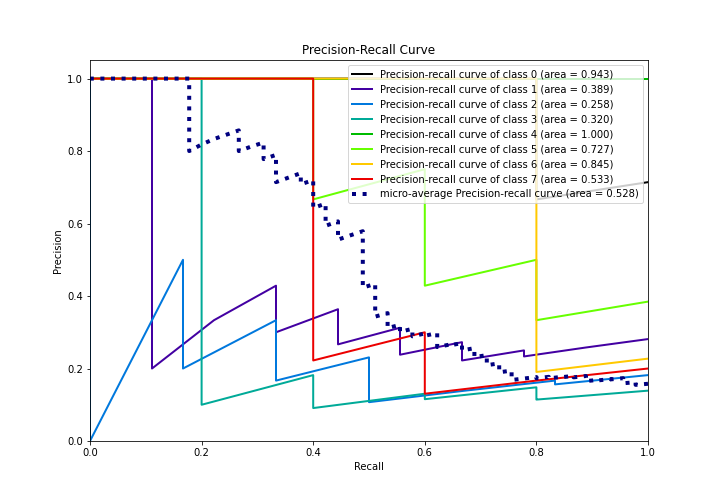 Precision-Recall Curve
Precision-recall curve of class 0 (area = 0.943)
Precision-recall curve of class 1 (area = 0.389)
Precision-recall curve of class 2 (area = 0.258)
Precision-recall curve of class 3 (area = 0.320)
Precision-recall curve of class 4 (area = 1.000)
Precision-recall curve of class 5 (area = 0.727)
Precision-recall curve of class 6 (area = 0.845)
Precision-recall curve of class 7 (area = 0.533)
micro-average Precision-recall curve (area = 0.528)
Precision
1.0
0.8
0.6
0.4
0.2
0.0
0.0 0.2 0.4 0.6 0.8 1.0
Recall